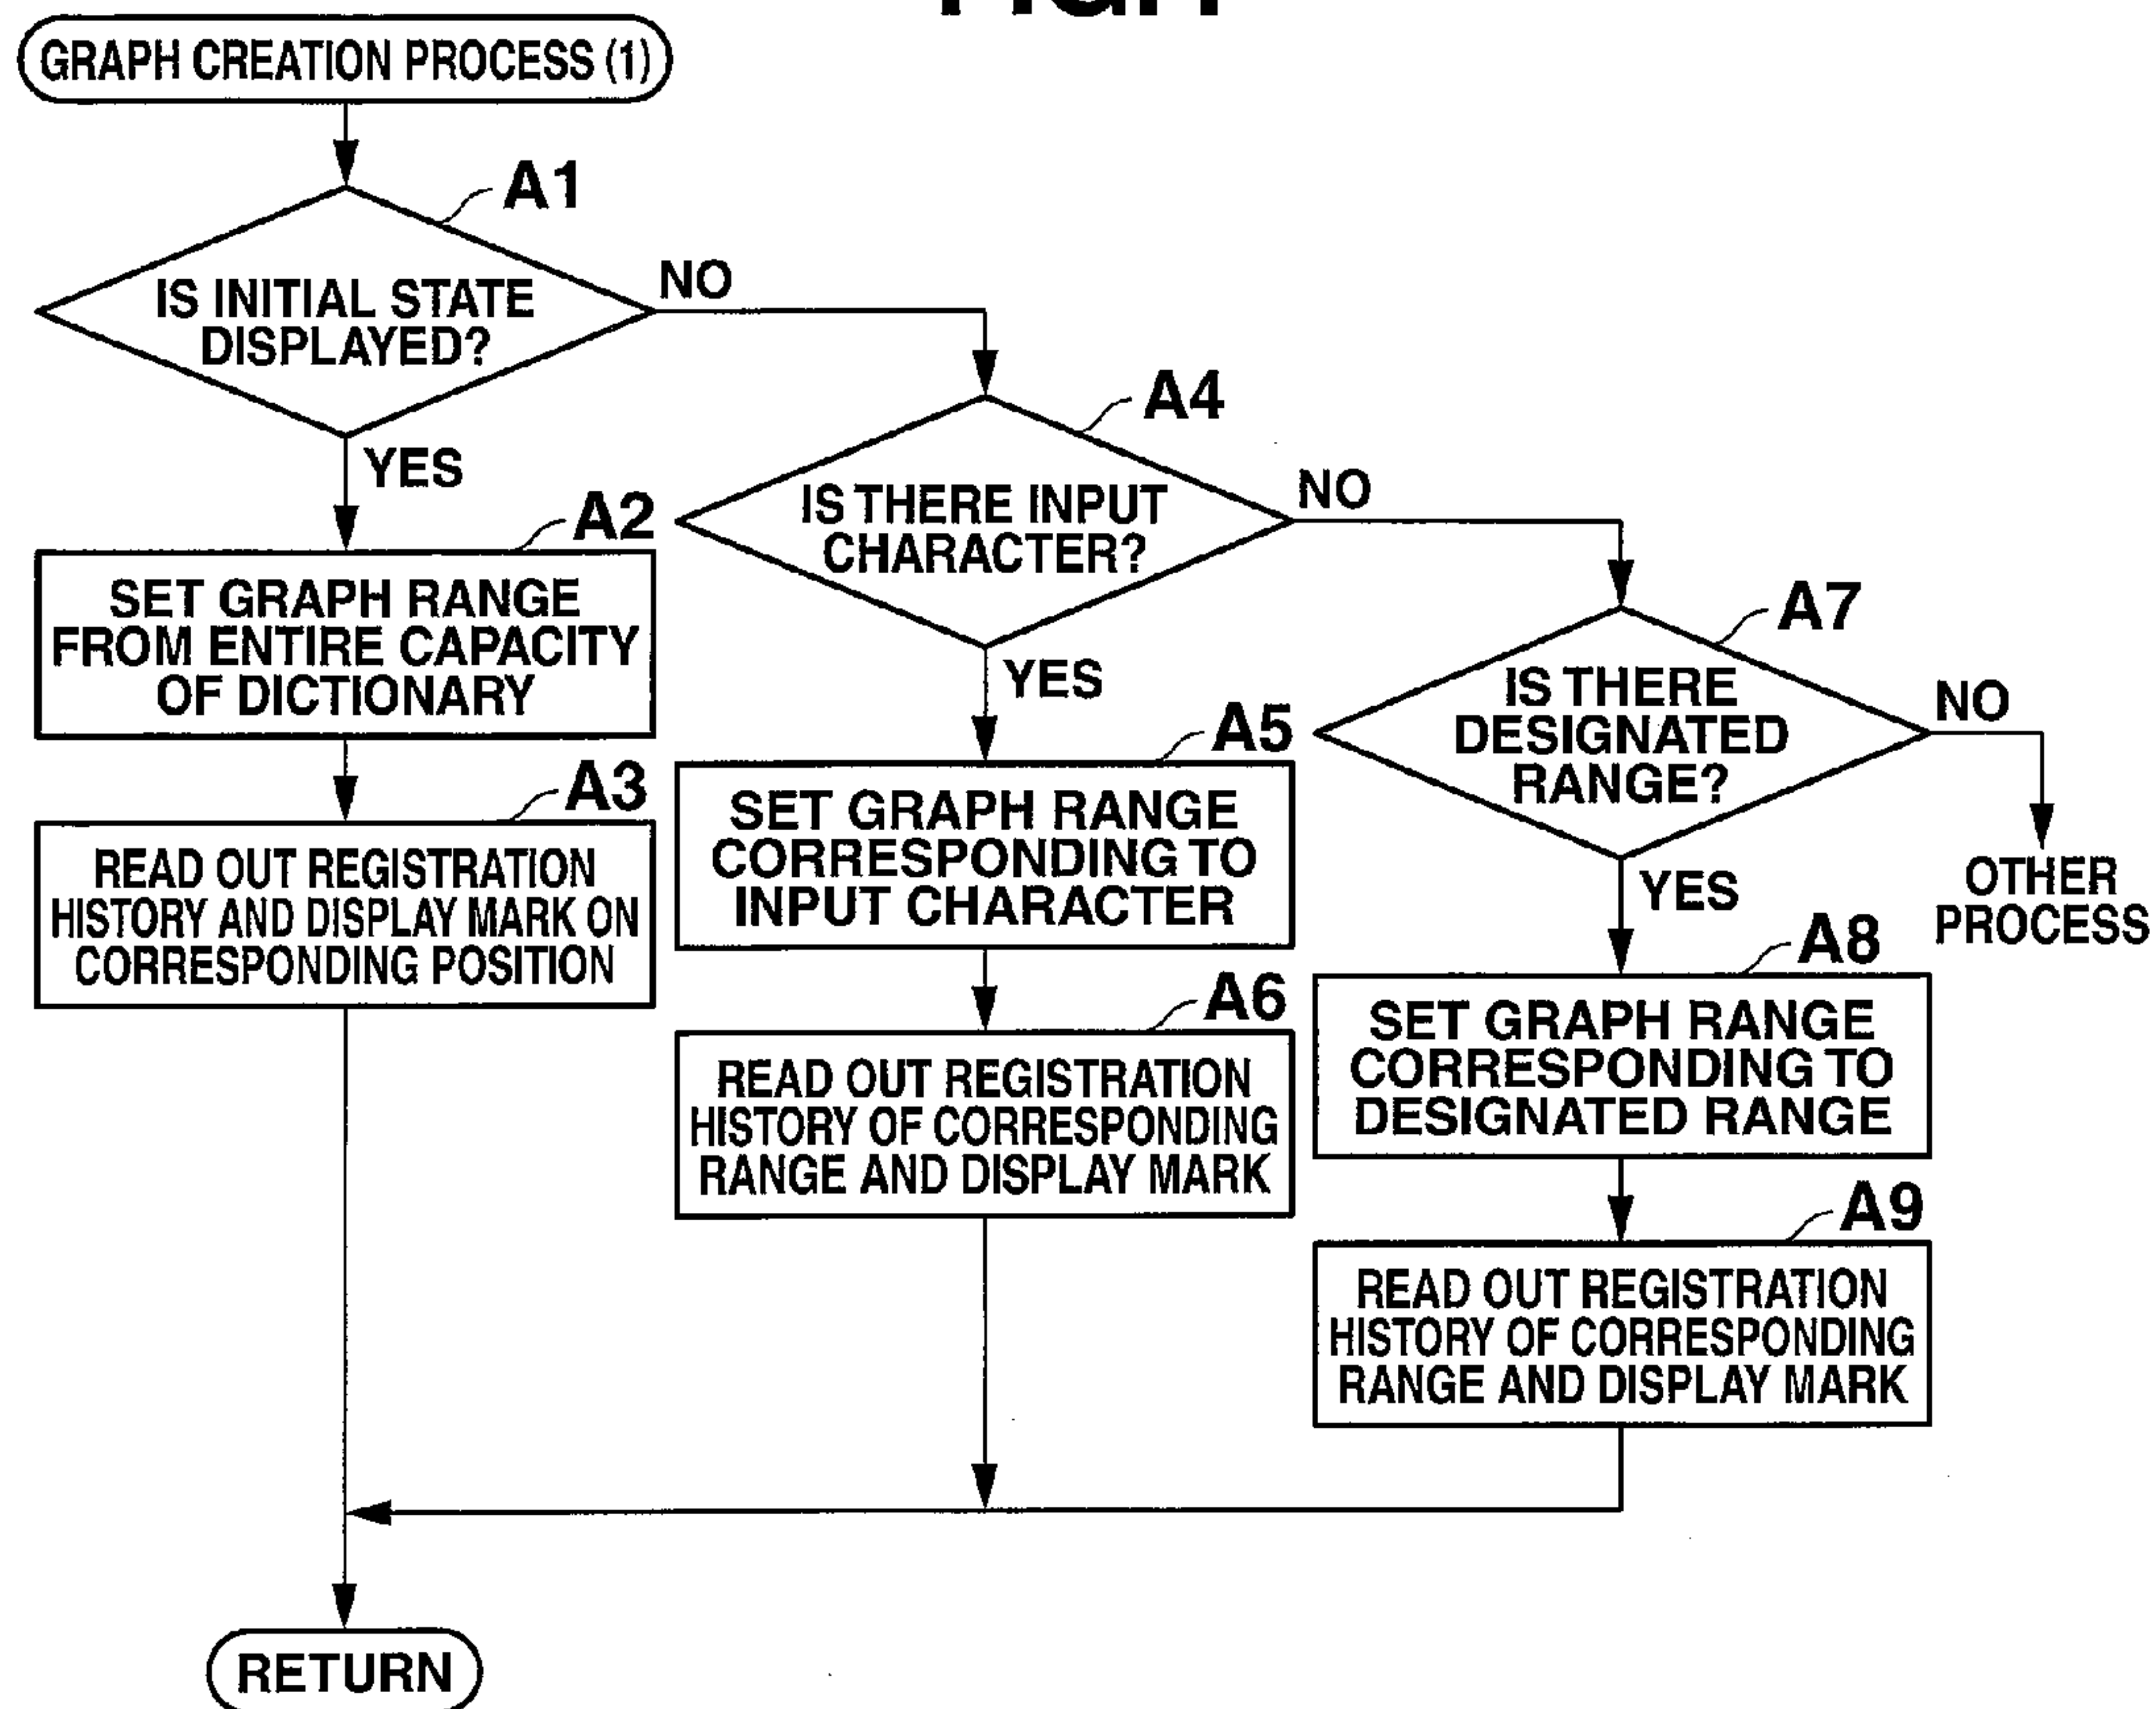 GRAPH CREATION PROCESS (1)
A1
IS INITIAL STATE
DISPLAYED?
NO
YES
A2
SET GRAPH RANGE
FROM ENTIRE CAPACITY
OF DICTIONARY
A3
READ OUT REGISTRATION
HISTORY AND DISPLAY MARK ON
CORRESPONDING POSITION
A4
IS THERE INPUT
CHARACTER?
NO
YES
A5
SET GRAPH RANGE
CORRESPONDING TO
INPUT CHARACTER
A6
READ OUT REGISTRATION
HISTORY OF CORRESPONDING
RANGE AND DISPLAY MARK
A7
IS THERE
DESIGNATED
RANGE?
NO
OTHER
PROCESS
YES
A8
SET GRAPH RANGE
CORRESPONDING TO
DESIGNATED RANGE
A9
READ OUT REGISTRATION
HISTORY OF CORRESPONDING
RANGE AND DISPLAY MARK
RETURN